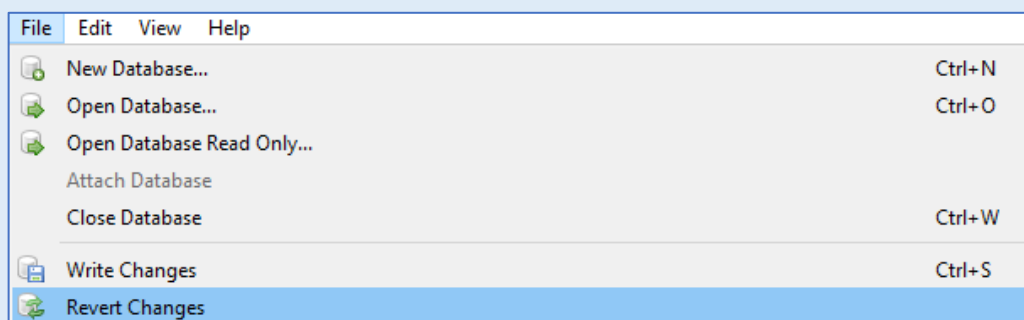 File Edit View Help
New Database... Ctrl+N
Open Database... Ctrl+O
Open Database Read Only...
Attach Database
Close Database Ctrl+W
Write Changes Ctrl+S
Revert Changes